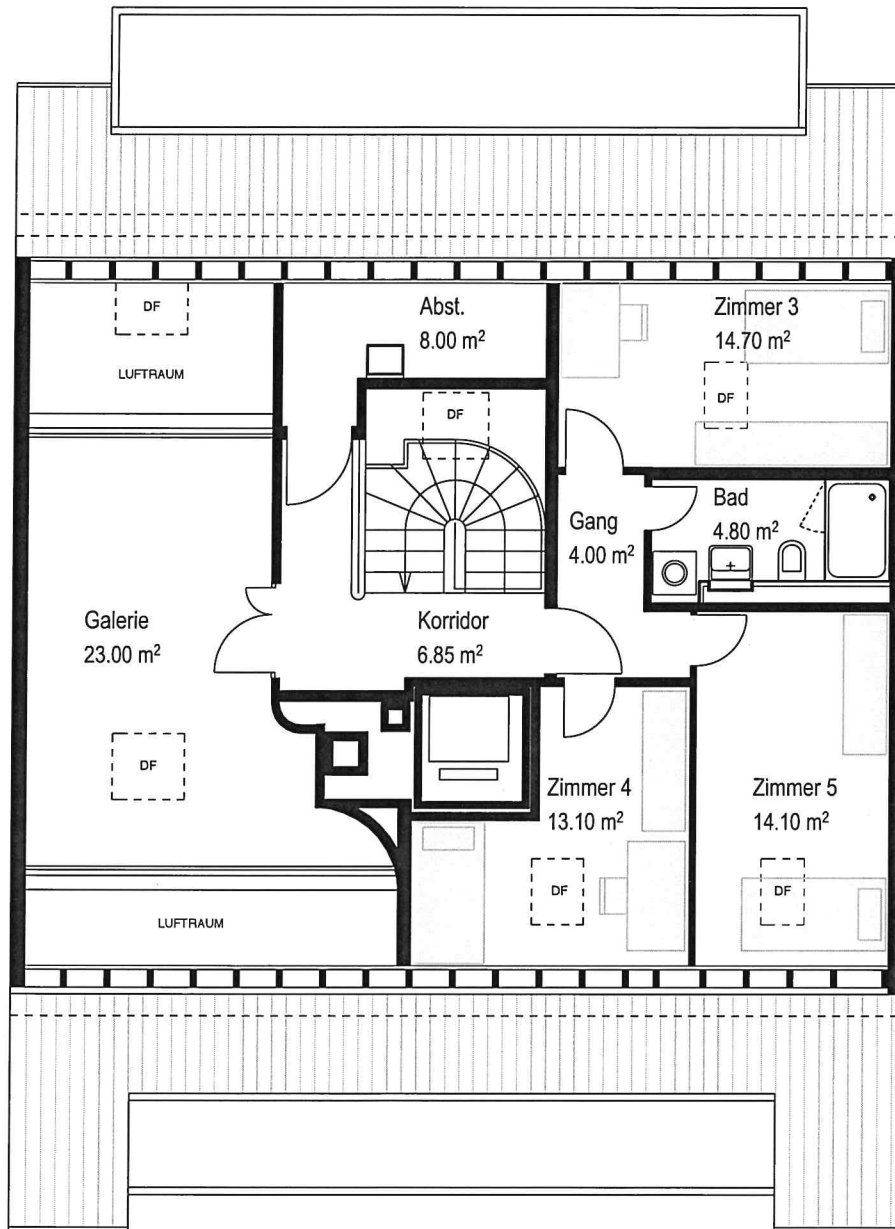 DF
LUFTRAUM
Abst.
8.00 m²
Zimmer 3
14.70 m²
DF
DF
Gang
4.00 m²
Bad
4.80 m²
Galerie
23.00 m²
Korridor
6.85 m²
DF
Zimmer 4
13.10 m²
Zimmer 5
14.10 m²
DF
DF
LUFTRAUM